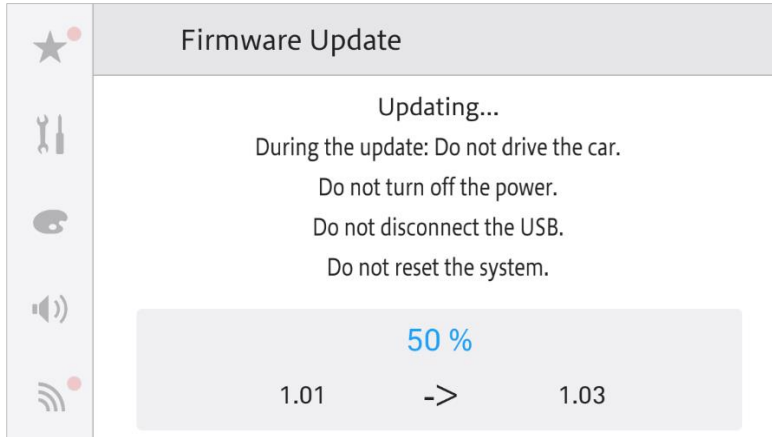 Firmware Update
Updating...
During the update: Do not drive the car.
Do not turn off the power.
Do not disconnect the USB.
Do not reset the system.
50 %
1.01 -> 1.03